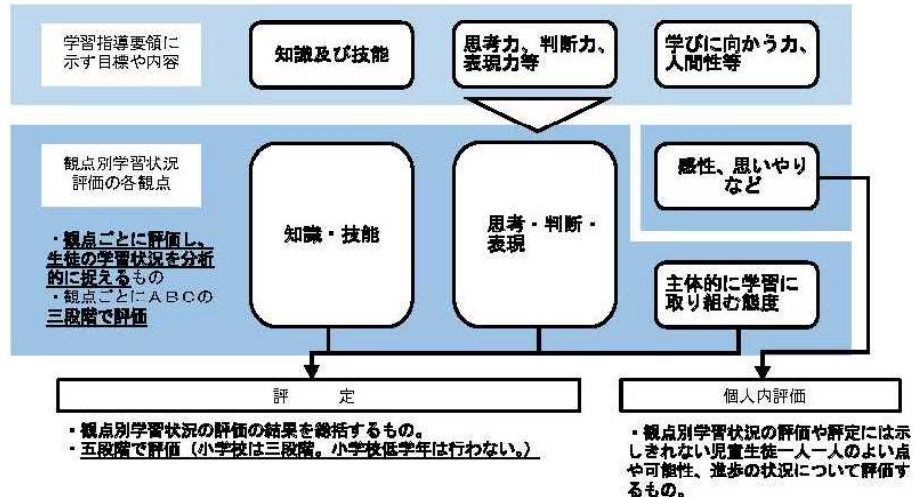 学習指導要領に
示す目標や内容
知識及び技能
思考力、判断力、
表現力等
学びに向かう力、
人間性等
観点別学習状況
評価の各観点
・観点ごとに評価し、
生徒の学習状況を分析
的に捉えるもの
・観点ごとにABCの
三段階で評価
知識・技能
思考・判断・
表現
感性、思いやり
など
主体的に学習に
取り組む態度
評　定
・観点別学習状況の評価の結果を総括するもの。
・五段階で評価（小学校は三段階。小学校低学年は行わない。）
個人内評価
・観点別学習状況の評価や評定には示
しきれない児童生徒一人一人のよい点
や可能性、進歩の状況について評価す
るもの。